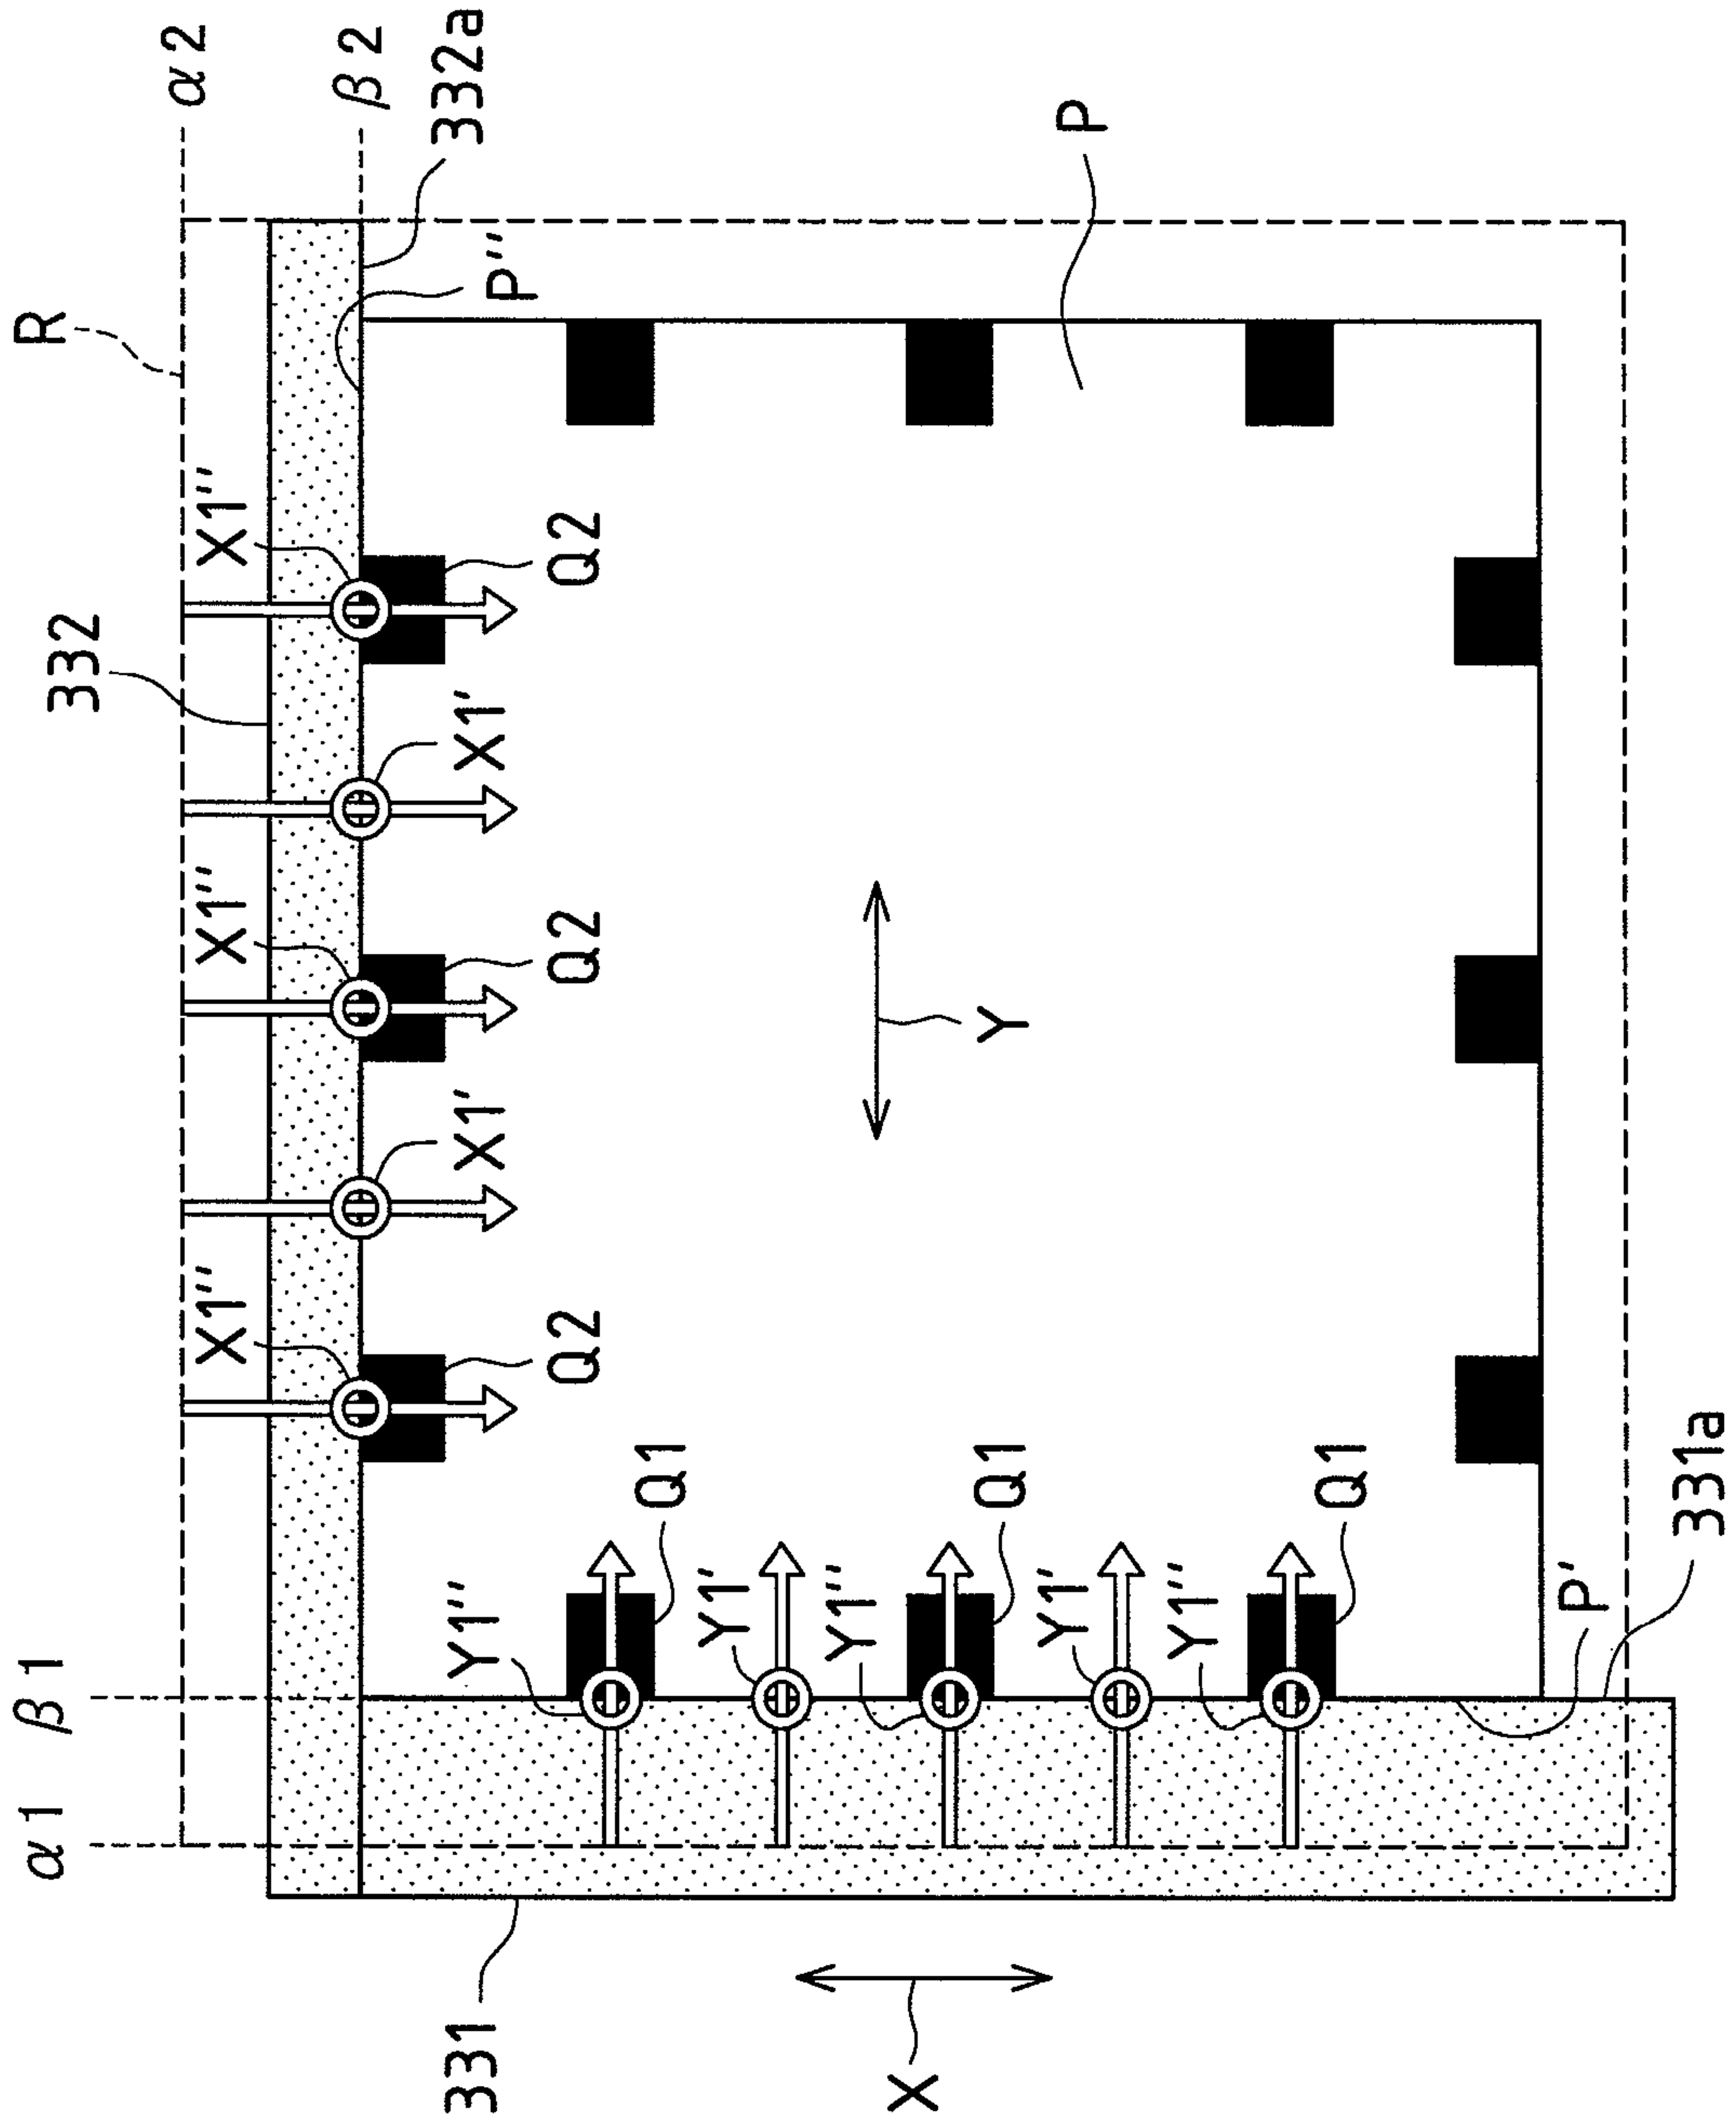 R
α2
β2
332a
P
P''
332
X1''
X1'
X1''
X1'
X1''
Q2
Q2
Q2
Y
α1
β1
Y1''
Y1'
Y1''
Y1'
Y1''
Q1
Q1
Q1
P'
331a
331
X